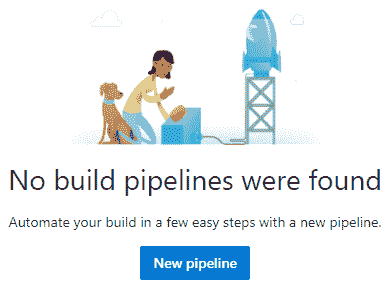 No build pipelines were found
Automate your build in a few easy steps with a new pipeline.
New pipeline